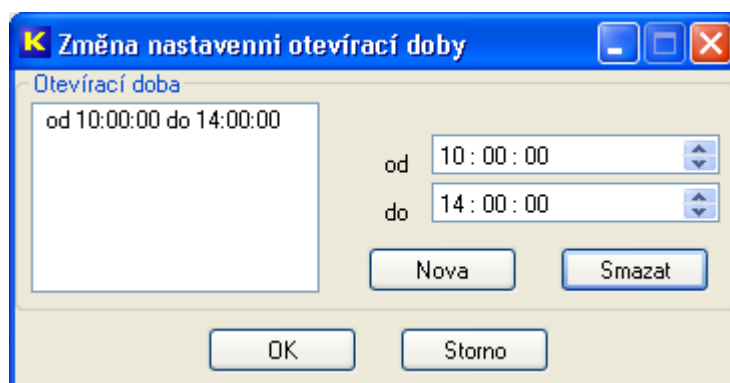 K Změna nastavenni otevírací doby
Otevírací doba
od 10:00:00 do 14:00:00
od 10 : 00 : 00
do 14 : 00 : 00
Nova Smazat
OK Storno